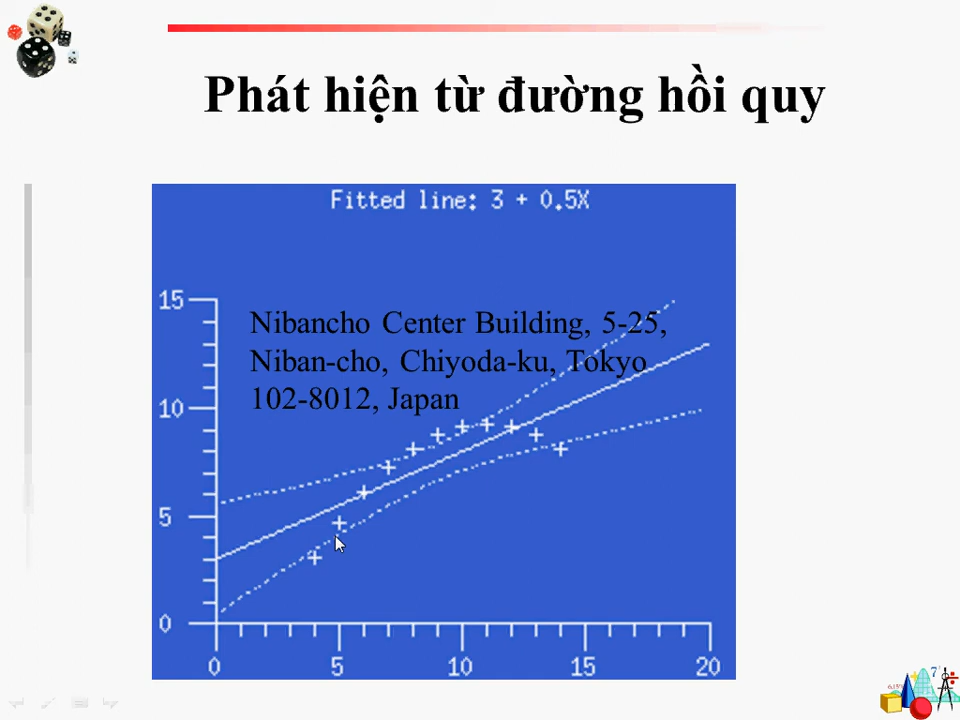 Phát hiện từ đường hồi quy
Fitted line: 3 + 0.5X
15
Nibancho Center Building, 5-25,
Niban-cho, Chiyoda-ku, Tokyo
102-8012, Japan
10
5
0
0 5 10 15 20